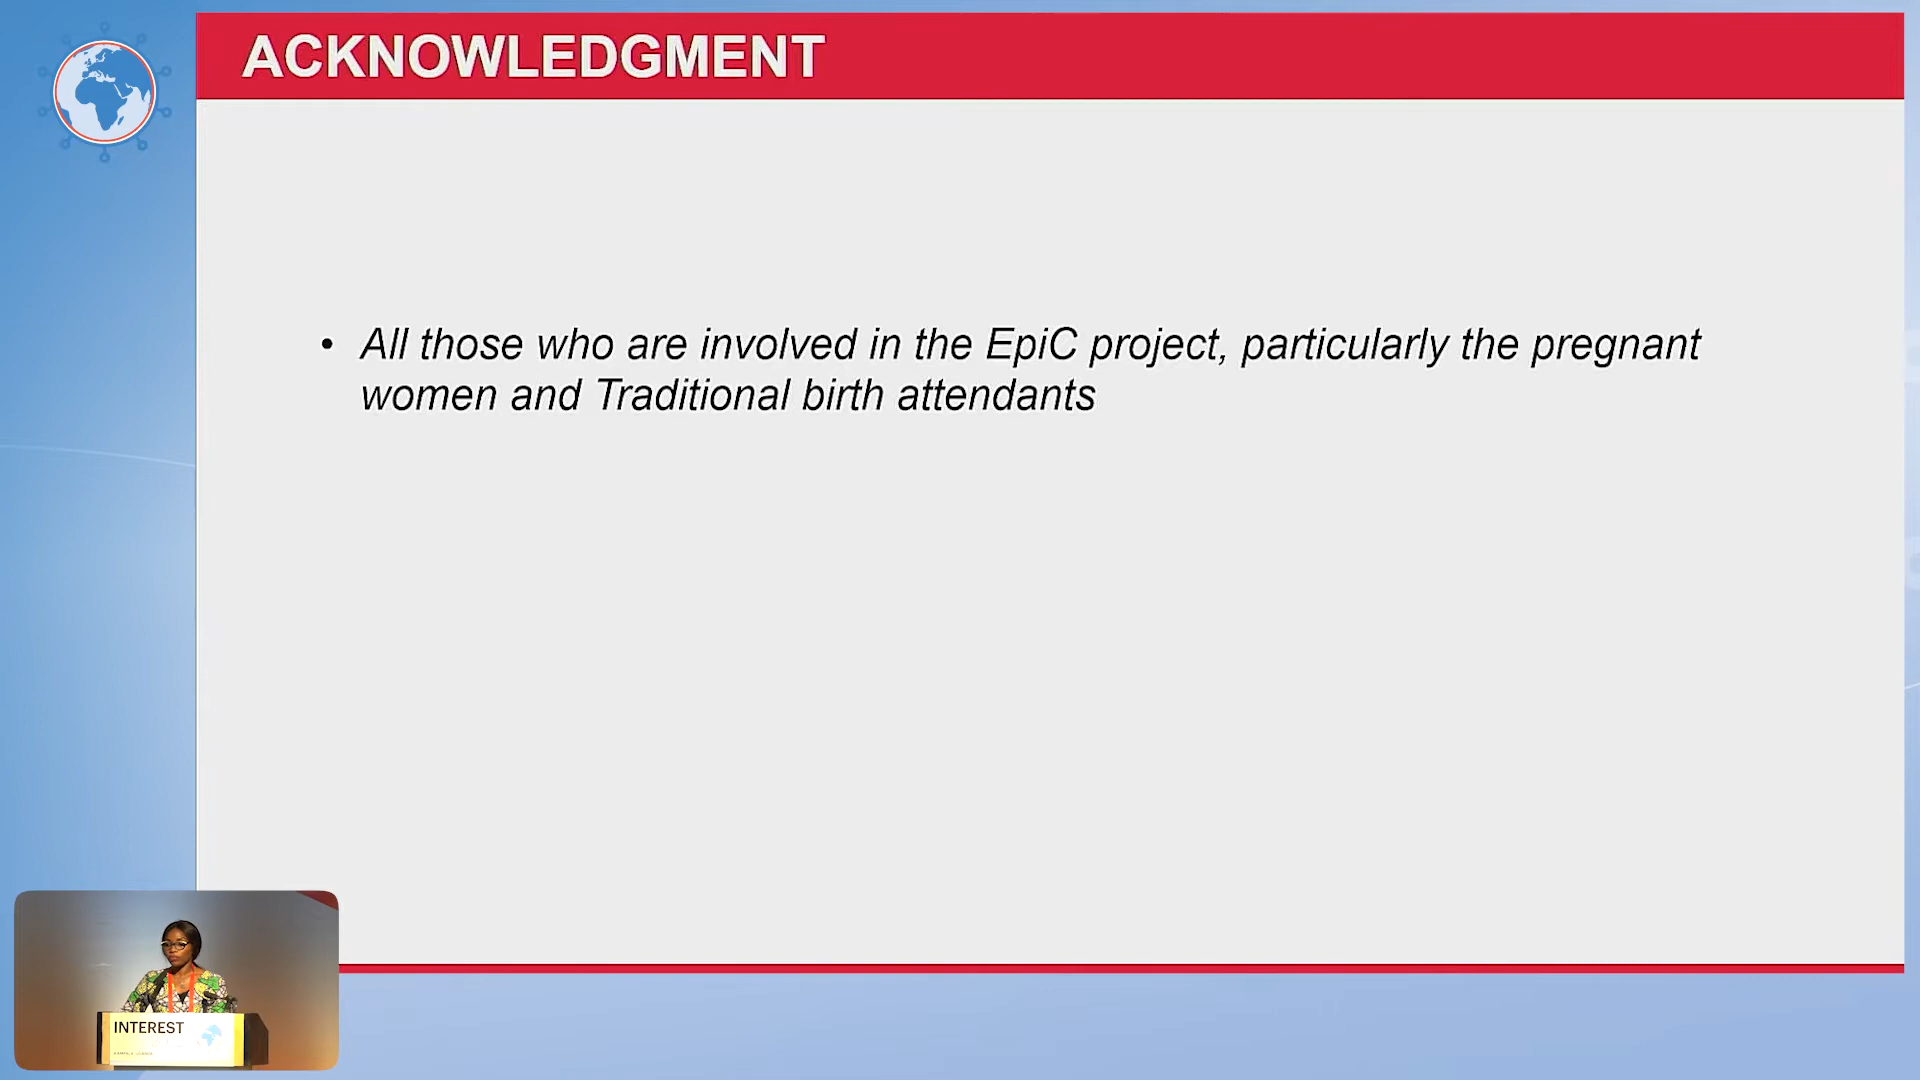 ACKNOWLEDGMENT
• All those who are involved in the EpiC project, particularly the pregnant
women and Traditional birth attendants
INTEREST